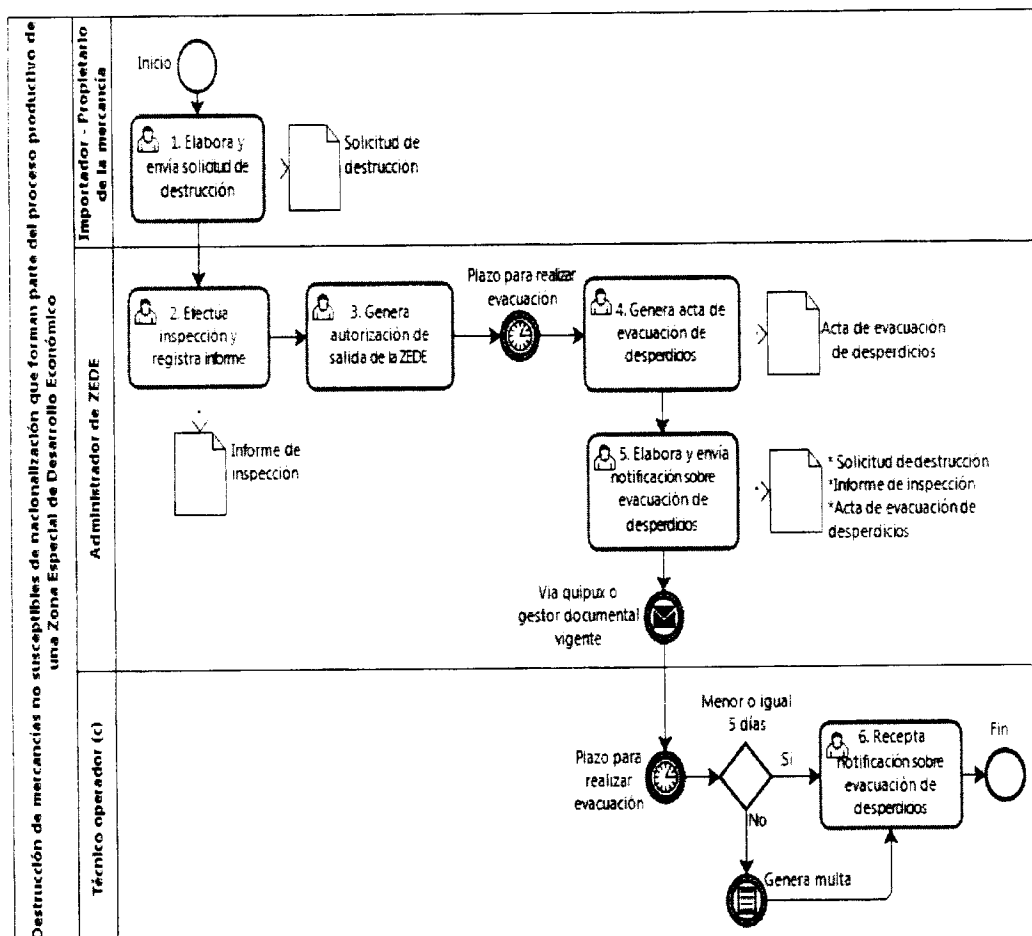 Destrucción de mercancías no susceptibles de nacionalización que forman parte del proceso productivo de
una Zona Especial de Desarrollo Económico
Importador - Propietario
de la mercancía
Inicio
1. Elabora y
envía solicitud de
destrucción
Solicitud de
destrucción
Administrador de ZEDE
2. Efectua
inspección y
registra informe
Informe de
inspección
3. Genera
autorización de
salida de la ZEDE
Plazo para realizar
evacuación
4. Genera acta de
evacuación de
desperdicios
Acta de evacuación
de desperdicios
5. Elabora y envía
notificación sobre
evacuación de
desperdicios
* Solicitud de destrucción
*Informe de inspección
*Acta de evacuación de
desperdicios
Via quipux o
gestor documental
vigente
Técnico operador (c)
Plazo para
realizar
evacuación
Menor o igual
5 días
Si
No
Genera multa
6. Recepta
notificación sobre
evacuación de
desperdicios
Fin